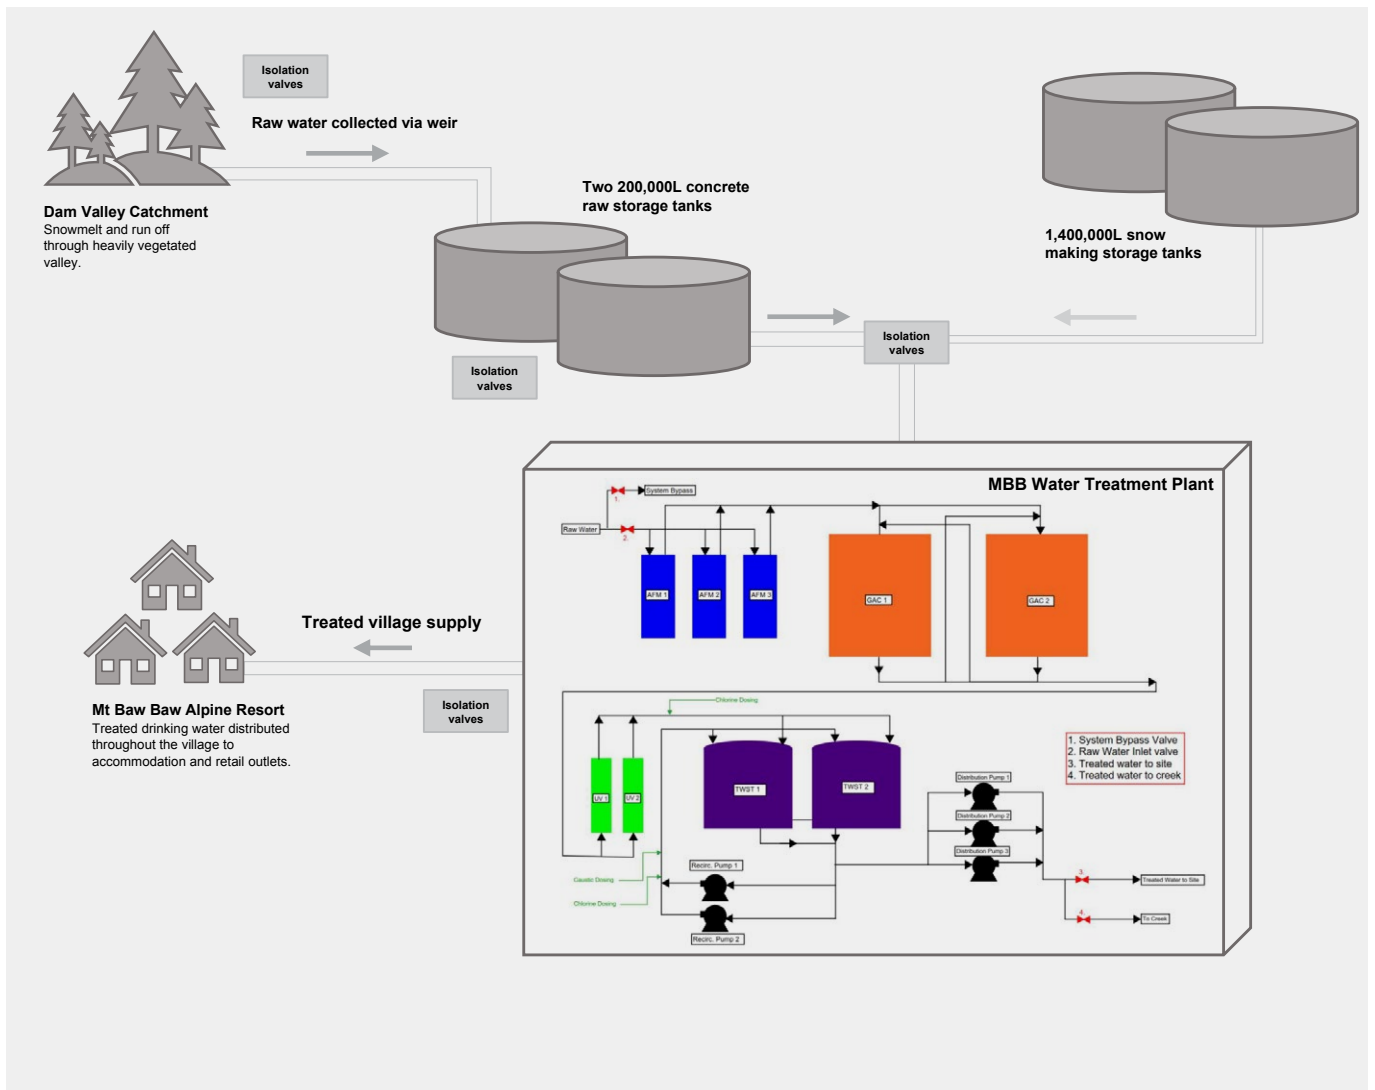 Isolation
valves
Raw water collected via weir
Dam Valley Catchment
Snowmelt and run off
through heavily vegetated
valley.
Two 200,000L concrete
raw storage tanks
1,400,000L snow
making storage tanks
Isolation
valves
Isolation
valves
MBB Water Treatment Plant
System Bypass
1.
Raw Water
2.
AFM 1
AFM 2
AFM 3
GAC 1
GAC 2
Treated village supply
Isolation
valves
Mt Baw Baw Alpine Resort
Treated drinking water distributed
throughout the village to
accommodation and retail outlets.
Chlorine Dosing
UV 1
UV 2
TWST 1
TWST 2
Caustic Dosing
Chlorine Dosing
Recirc. Pump 1
Recirc. Pump 2
Distribution Pump 1
Distribution Pump 2
Distribution Pump 3
1. System Bypass Valve
2. Raw Water Inlet valve
3. Treated water to site
4. Treated water to creek
3.
Treated Water to Site
4.
To Creek